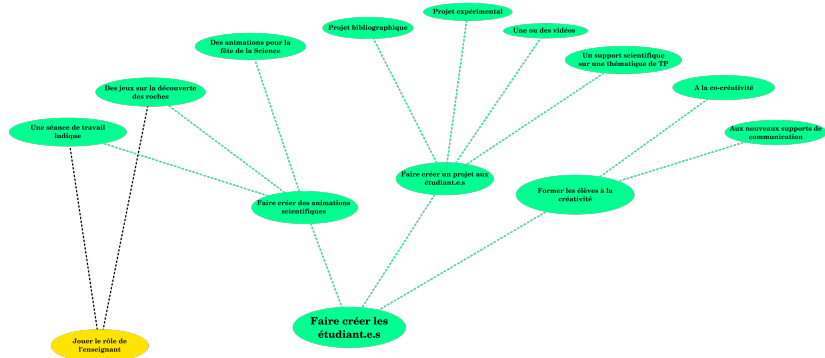 Projet expérimental
Projet bibliographique
Une ou des vidéos
Des animations pour la
fête de la Science
Un support scientifique
sur une thématique de TP
Des jeux sur la découverte
des roches
A la co-créativité
Une séance de travail
ludique
Aux nouveaux supports de
communication
Faire créer un projet aux
étudiant.e.s
Former les élèves à la
créativité
Faire créer des animations
scientifiques
Faire créer les
étudiant.e.s
Jouer le rôle de
l'enseignant